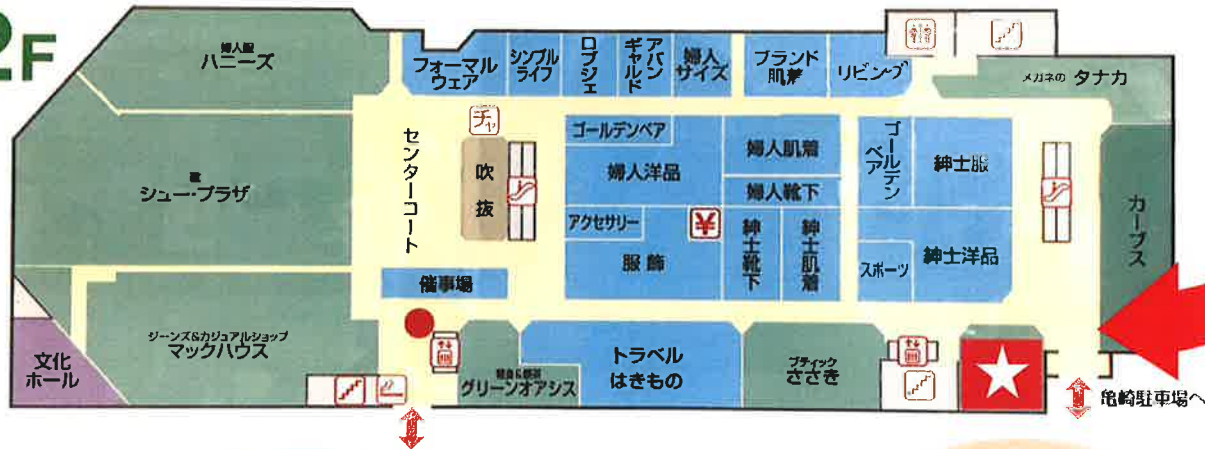 2F
婦人服
ハニーズ
フォーマル
ウェア
シンプル
ライフ
ロプジェ
アバン
ギャルド
婦人
サイズ
ブランド
肌着
リビング
メガネの タナカ
靴
シュー・プラザ
センターコート
チャ
吹抜
ゴールデンベア
婦人洋品
アクセサリー
¥
服飾
婦人肌着
婦人靴下
紳士靴下
紳士肌着
ゴールデン
ベア
紳士服
スポーツ
紳士洋品
カーブス
催事場
文化
ホール
ジーンズ&カジュアルショップ
マックハウス
グリーンオアシス
トラベル
はきもの
ブティック
ささき
亀崎駐車場へ